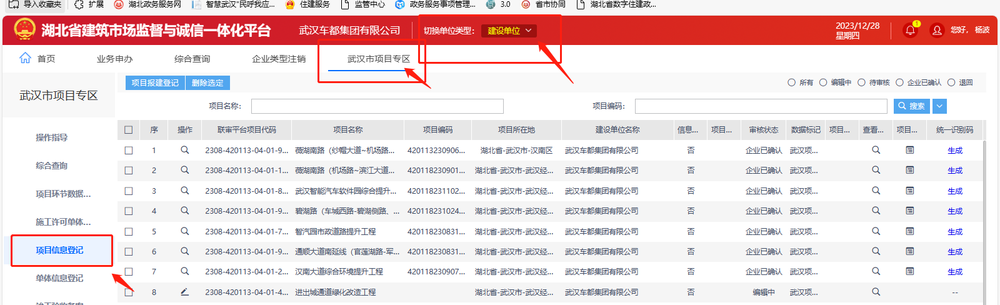 导入收藏夹 扩展 湖北政务服务网 智慧武汉"民呼我应... 住建服务 监管中心 政务服务事项管理... 3.0 省市协同 湖北省数字住建政...
湖北省建筑市场监督与诚信一体化平台 武汉车都集团有限公司 切换单位类型： 建设单位 2023/12/28 星期四 1 您好， 杨波
首页 业务申办 综合查询 企业类型注销 武汉市项目专区
武汉市项目专区
操作指导
综合查询
项目环节数据...
施工许可单体...
项目信息登记
单体信息登记
项目报建登记 删除选定 所有 编辑中 待审核 企业已确认 退回
项目名称： 项目编码： 搜索
序 操作 联审平台项目代码 项目名称 项目编码 项目所在地 建设单位名称 信息... 项目... 审核状态 数据标记 项目... 查看... 项目... 统一识别码
1 2308-420113-04-01-9... 薇湖南路（纱帽大道~机场路... 420113230906... 湖北省-武汉市-汉南区 武汉车都集团有限公司 否 企业已确认 武汉项... 生成
2 2308-420113-04-01-1... 薇湖南路（机场路~滨江大道... 420118230901... 湖北省-武汉市-武汉经... 武汉车都集团有限公司 否 企业已确认 武汉项... 生成
3 2308-420113-04-01-8... 武汉智能汽车软件园综合提升... 420118231102... 湖北省-武汉市-武汉经... 武汉车都集团有限公司 否 企业已确认 武汉项... 生成
4 2308-420113-04-01-9... 碧湖路（车城西路-碧湖侧路、... 420118231024... 湖北省-武汉市-武汉经... 武汉车都集团有限公司 否 企业已确认 武汉项... 生成
5 2308-420113-04-01-7... 智汽园市政道路提升工程 420118230831... 湖北省-武汉市-武汉经... 武汉车都集团有限公司 否 企业已确认 武汉项... 生成
6 2308-420113-04-01-9... 通顺大道南延线（官莲湖路-军... 420118230831... 湖北省-武汉市-武汉经... 武汉车都集团有限公司 否 企业已确认 武汉项... 生成
7 2308-420113-04-01-2... 汉南大道综合环境提升工程 420118230907... 湖北省-武汉市-武汉经... 武汉车都集团有限公司 否 企业已确认 武汉项... 生成
8 2308-420113-04-01-4... 进出城通道绿化改造工程 湖北省-武汉市-武汉经... 武汉车都集团有限公司 否 编辑中 武汉项... --